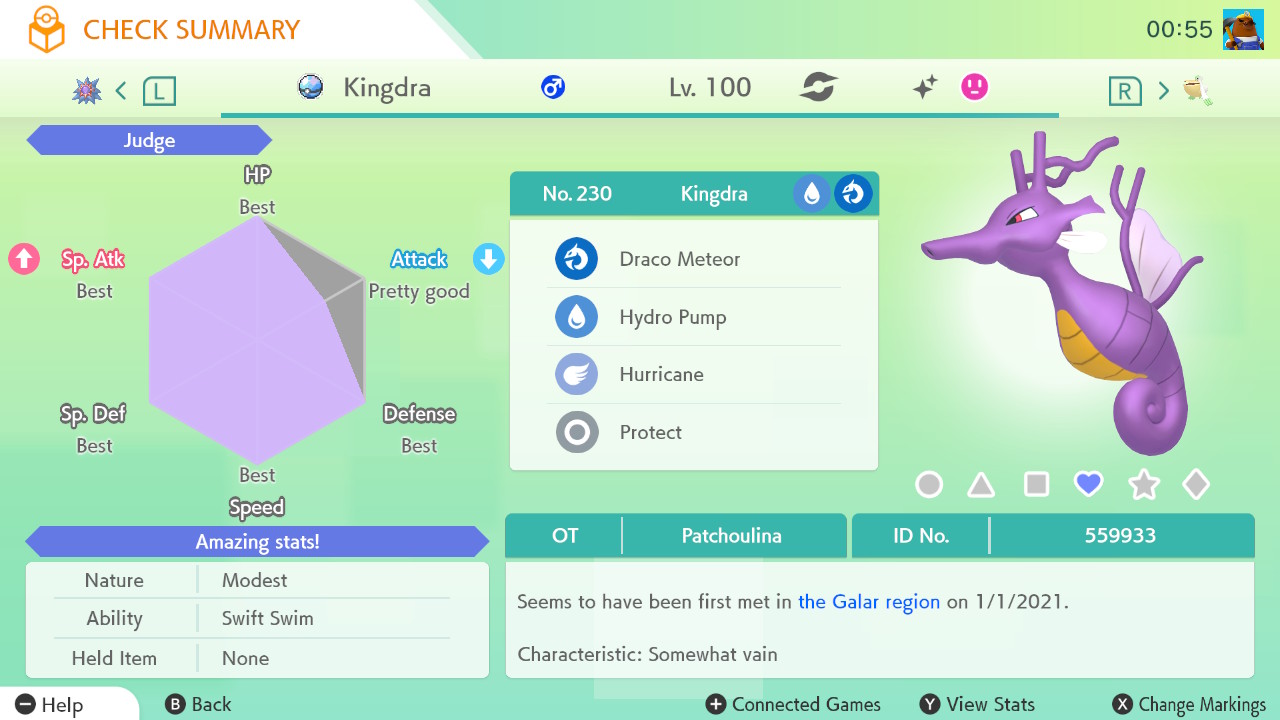 CHECK SUMMARY
00:55
L
Kingdra
Lv. 100
R
Judge
HP
Best
Sp. Atk
Best
Attack
Pretty good
Sp. Def
Best
Defense
Best
Best
Speed
Amazing stats!
Nature Modest
Ability Swift Swim
Held Item None
No. 230 Kingdra
Draco Meteor
Hydro Pump
Hurricane
Protect
OT Patchoulina ID No. 559933
Seems to have been first met in the Galar region on 1/1/2021.
Characteristic: Somewhat vain
Help
B Back
Connected Games
Y View Stats
X Change Markings